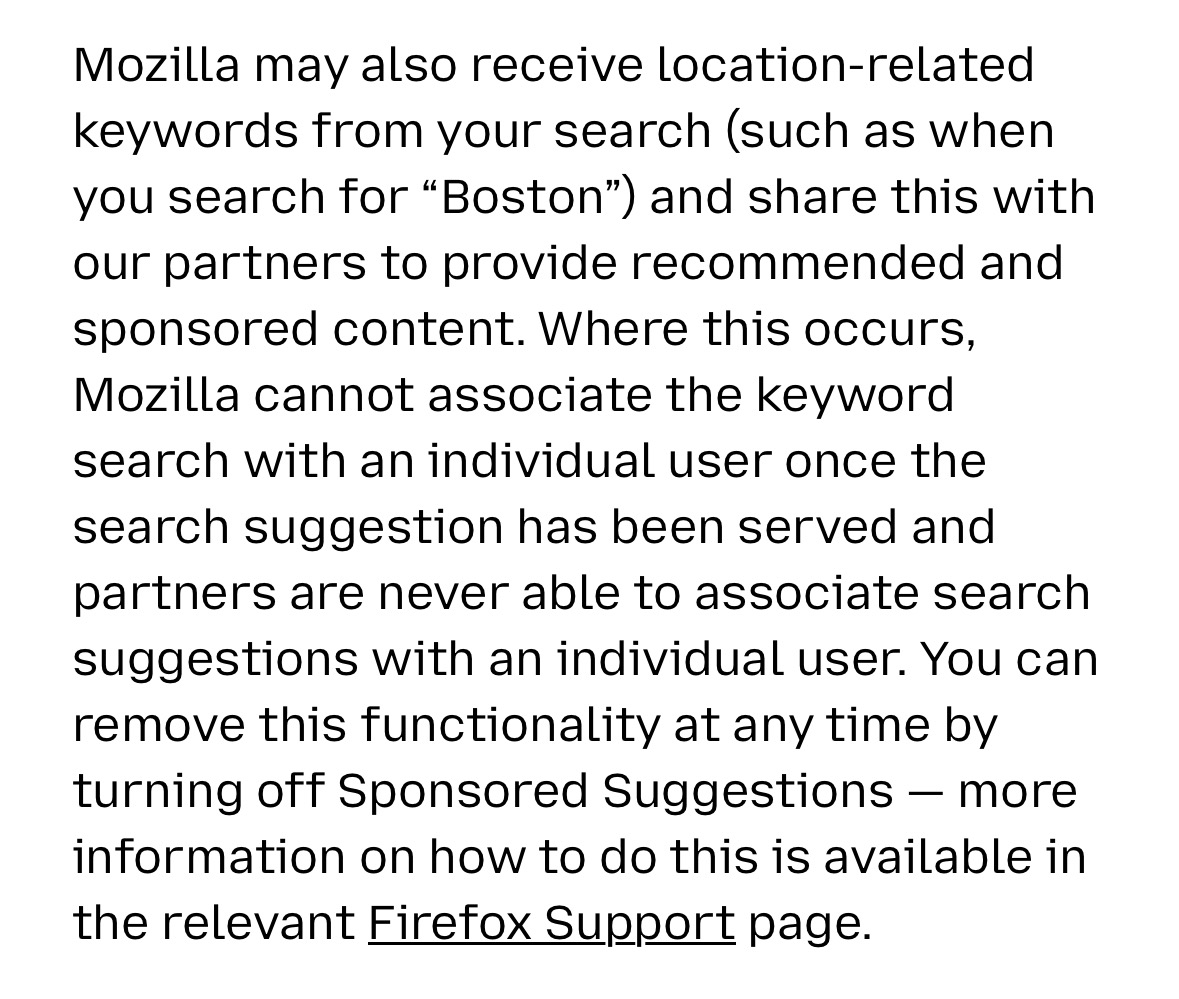 Mozilla may also receive location-related
keywords from your search (such as when
you search for “Boston”) and share this with
our partners to provide recommended and
sponsored content. Where this occurs,
Mozilla cannot associate the keyword
search with an individual user once the
search suggestion has been served and
partners are never able to associate search
suggestions with an individual user. You can
remove this functionality at any time by
turning off Sponsored Suggestions — more
information on how to do this is available in
the relevant Firefox Support page.